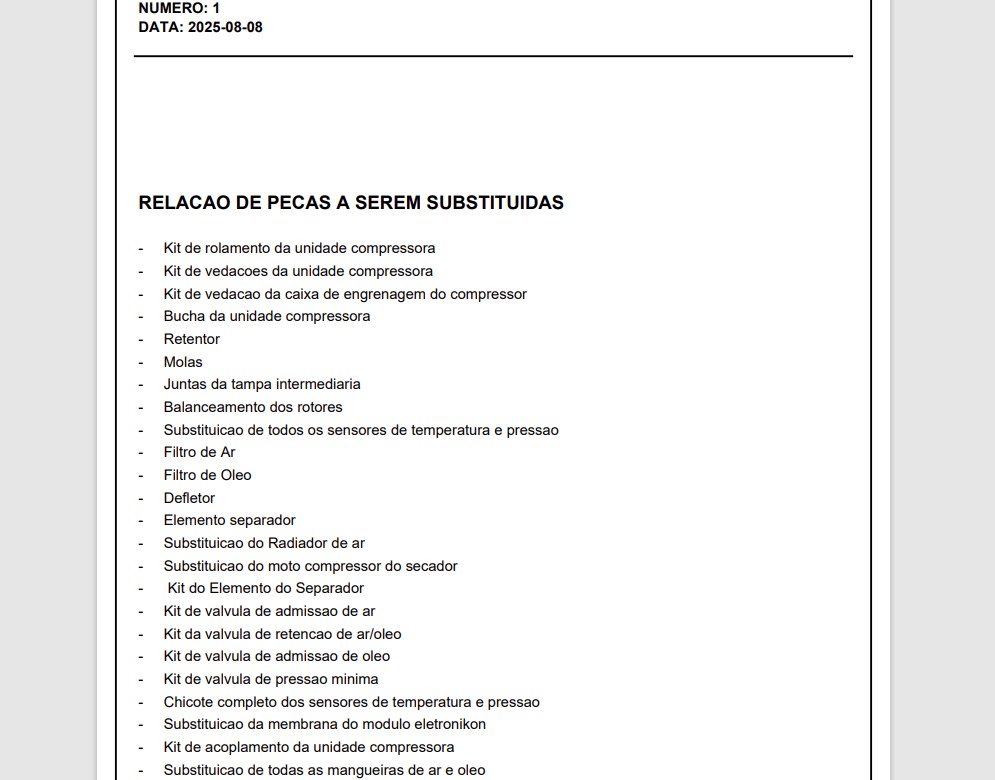 NUMERO: 1
DATA: 2025-08-08
RELACAO DE PECAS A SEREM SUBSTITUIDAS
- Kit de rolamento da unidade compressora
- Kit de vedacoes da unidade compressora
- Kit de vedacao da caixa de engrenagem do compressor
- Bucha da unidade compressora
- Retentor
- Molas
- Juntas da tampa intermediaria
- Balanceamento dos rotores
- Substituicao de todos os sensores de temperatura e pressao
- Filtro de Ar
- Filtro de Oleo
- Defletor
- Elemento separador
- Substituicao do Radiador de ar
- Substituicao do moto compressor do secador
- Kit do Elemento do Separador
- Kit de valvula de admissao de ar
- Kit da valvula de retencao de ar/oleo
- Kit de valvula de admissao de oleo
- Kit de valvula de pressao minima
- Chicote completo dos sensores de temperatura e pressao
- Substituicao da membrana do modulo eletronikon
- Kit de acoplamento da unidade compressora
- Substituicao de todas as mangueiras de ar e oleo